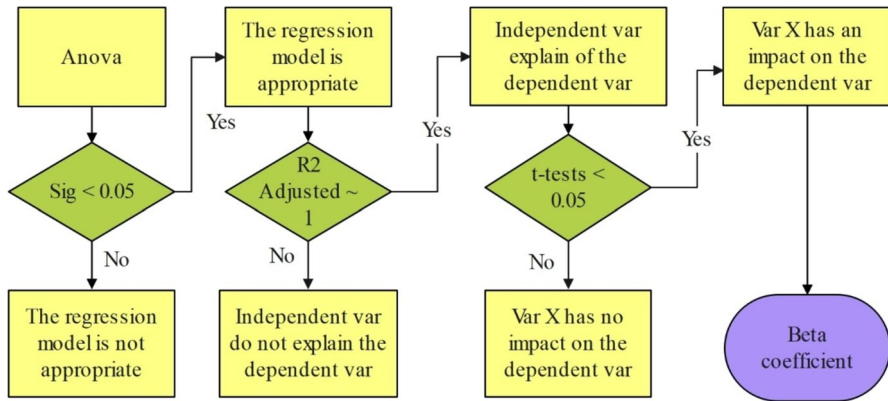 Anova
Sig < 0.05
No
The regression
model is not
appropriate
Yes
The regression
model is
appropriate
R2
Adjusted ~
1
No
Independent var
do not explain the
dependent var
Yes
Independent var
explain of the
dependent var
t-tests <
0.05
No
Var X has no
impact on the
dependent var
Yes
Var X has an
impact on the
dependent var
Beta
coefficient